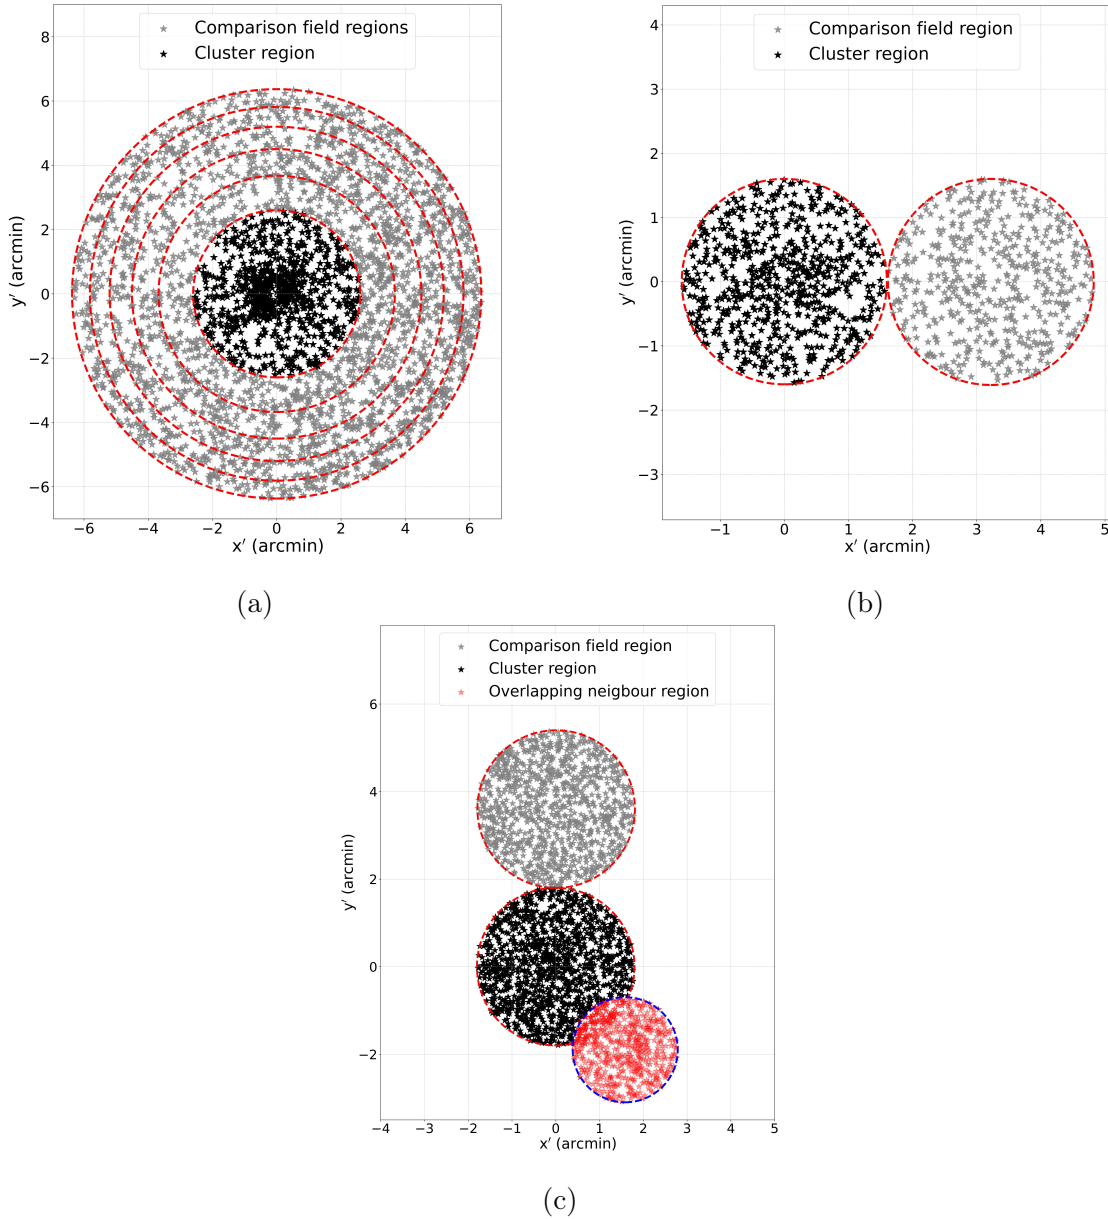 Comparison field regions
Cluster region
8
6
4
2
0
−2
−4
−6
y′ (arcmin)
−6 −4 −2 0 2 4 6
x′ (arcmin)
(a)
Comparison field region
Cluster region
4
3
2
1
0
−1
−2
−3
y′ (arcmin)
−1 0 1 2 3 4 5
x′ (arcmin)
(b)
Comparison field region
Cluster region
Overlapping neigbour region
6
4
2
0
−2
y′ (arcmin)
−4 −3 −2 −1 0 1 2 3 4 5
x′ (arcmin)
(c)